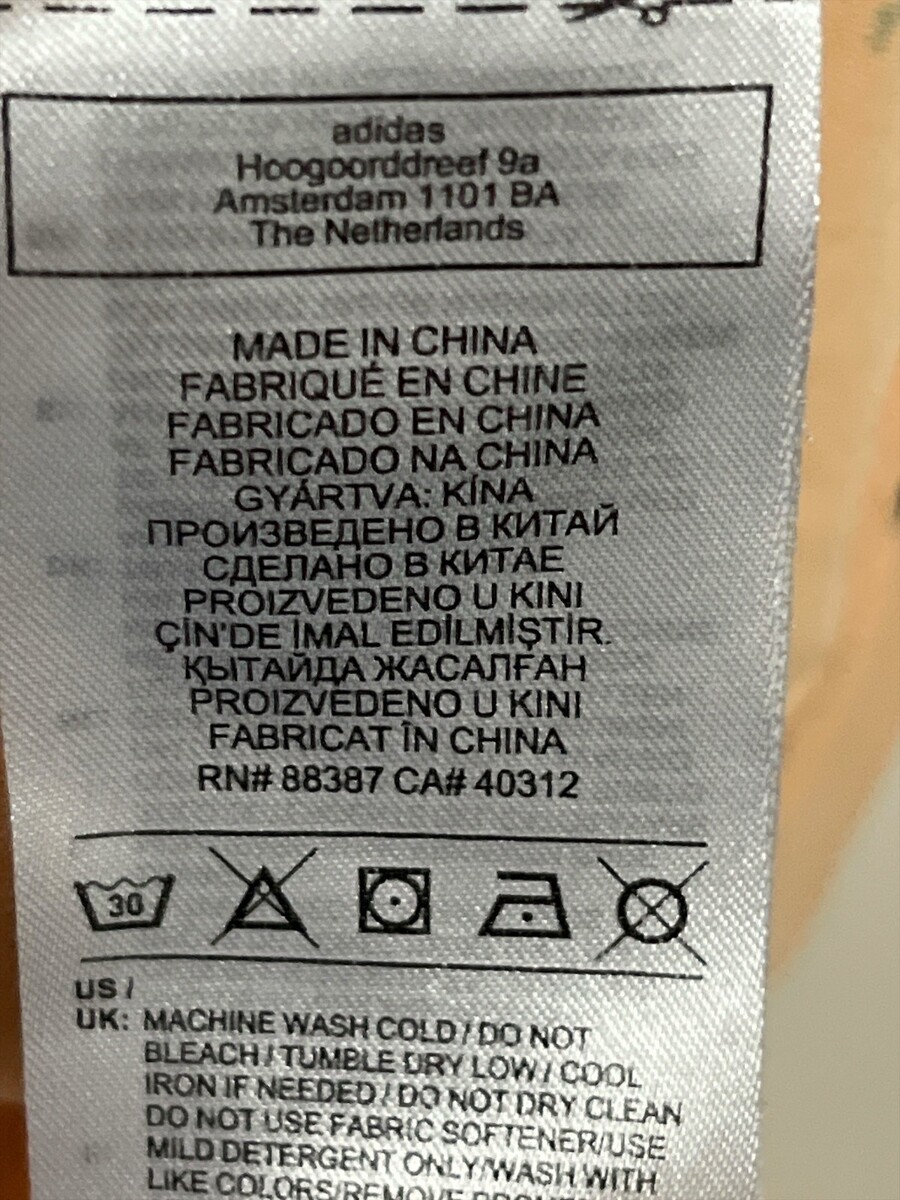 adidas
Hoogoorddreef 9a
Amsterdam 1101 BA
The Netherlands
MADE IN CHINA
FABRIQUÉ EN CHINE
FABRICADO EN CHINA
FABRICADO NA CHINA
GYÁRTVA: KÍNA
ПРОИЗВЕДЕНО В КИТАЙ
СДЕЛАНО В КИТАЕ
PROIZVEDENO U KINI
ÇİN'DE İMAL EDİLMİŞTİR.
ҚЫТАЙДА ЖАСАЛҒАН
PROIZVEDENO U KINI
FABRICAT ÎN CHINA
RN# 88387 CA# 40312
30
US /
UK: MACHINE WASH COLD / DO NOT
BLEACH / TUMBLE DRY LOW / COOL
IRON IF NEEDED / DO NOT DRY CLEAN
DO NOT USE FABRIC SOFTENER/USE
MILD DETERGENT ONLY/WASH WITH
LIKE COLORS/REMOVE